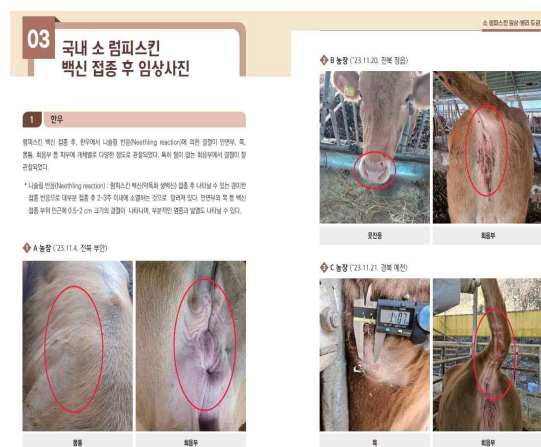 03
국내 소 럼피스킨
백신 접종 후 임상사진
1 한우
럼피스킨 백신 접종 후, 한우에서 니슬링 반응(Neethling reaction)에 의한 결절이 안면부, 목,
몸통, 회음부 등 피부에 개체별로 다양한 정도로 관찰되었다. 특히 털이 없는 회음부에서 결절이 잘
관찰되었다.
* 니슬링 반응(Neethling reaction) : 럼피스킨 백신(약독화 생백신) 접종 후 나타날 수 있는 경미한
접종 반응으로 대부분 접종 후 2-3주 이내에 소멸하는 것으로 알려져 있다. 안면부와 목 등 백신
접종 부위 인근에 0.5-2 cm 크기의 결절이 나타나며, 부분적인 염증과 발열도 나타날 수 있다.
1 A 농장 ('23.11.4. 전북 부안)
몸통
회음부
소 럼피스킨 임상·병리 도감
2 B 농장 ('23.11.20. 전북 정읍)
콧잔등
회음부
3 C 농장 ('23.11.21. 경북 예천)
목
회음부